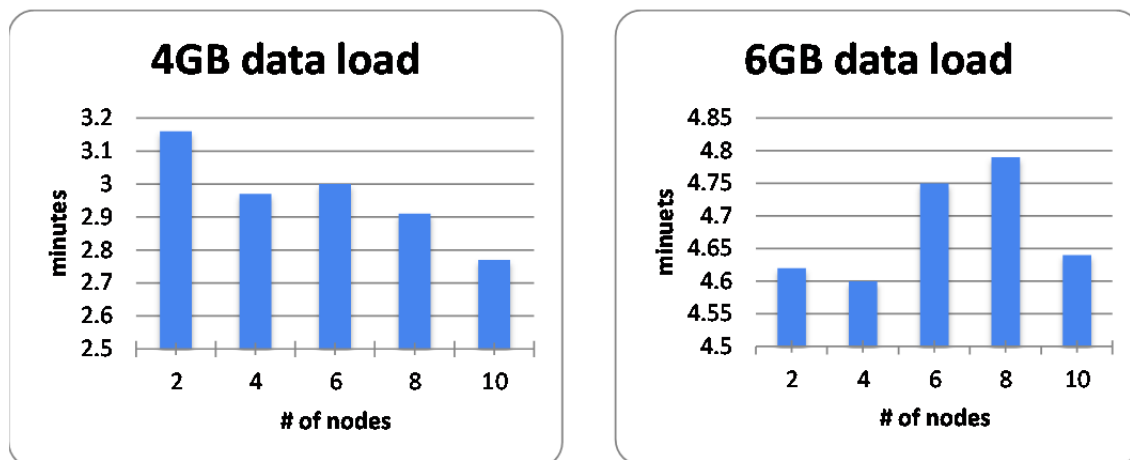 4GB data load
3.2
3.1
3
2.9
2.8
2.7
2.6
2.5
minutes
2 4 6 8 10
# of nodes
6GB data load
4.85
4.8
4.75
4.7
4.65
4.6
4.55
4.5
minuets
2 4 6 8 10
# of nodes